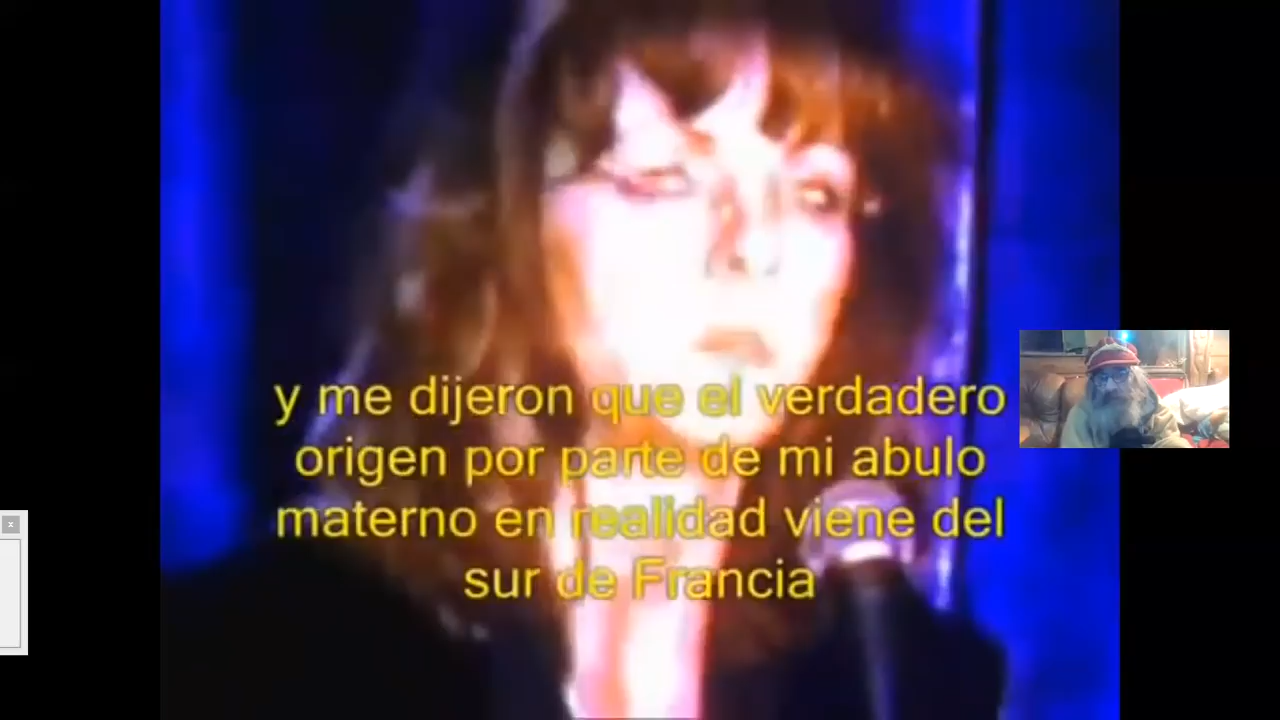 y me dijeron que el verdadero
origen por parte de mi abulo
materno en realidad viene del
sur de Francia
x